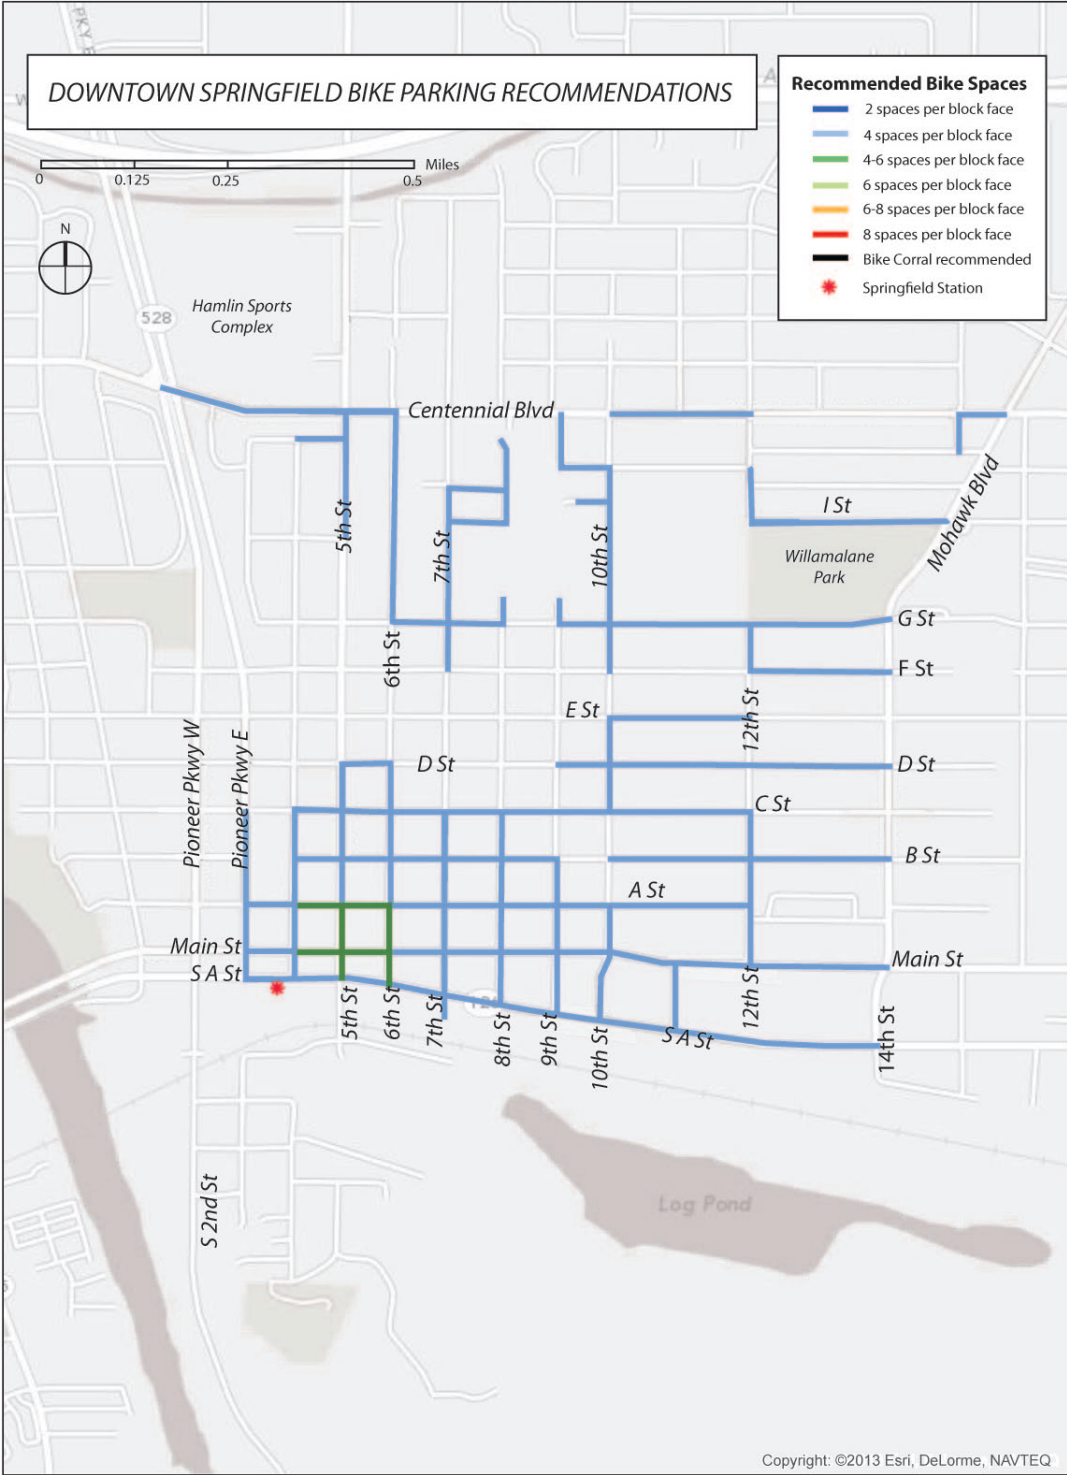 PKY E
DOWNTOWN SPRINGFIELD BIKE PARKING RECOMMENDATIONS
Recommended Bike Spaces
2 spaces per block face
4 spaces per block face
4-6 spaces per block face
6 spaces per block face
6-8 spaces per block face
8 spaces per block face
Bike Corral recommended
Springfield Station
Miles
0 0.125 0.25 0.5
N
528
Hamlin Sports
Complex
Centennial Blvd
5th St
7th St
10th St
I St
Mohawk Blvd
Willamalane
Park
G St
6th St
F St
E St
12th St
Pioneer Pkwy W
Pioneer Pkwy E
D St
D St
C St
B St
A St
Main St
Main St
S A St
5th St
6th St
7th St
8th St
9th St
10th St
S A St
12th St
14th St
S 2nd St
Log Pond
Copyright: ©2013 Esri, DeLorme, NAVTEQ